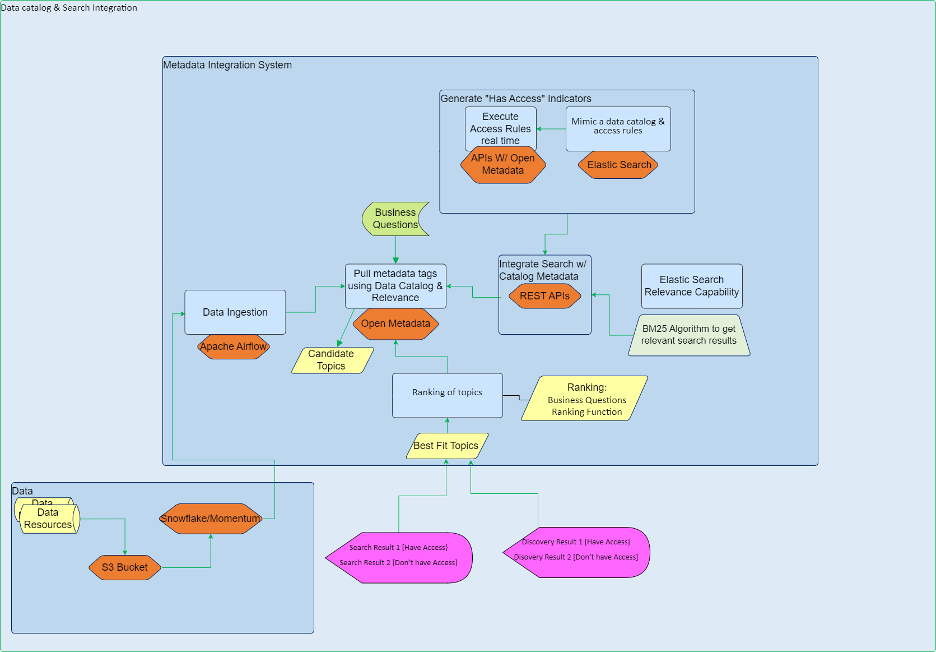 Data catalog & Search Integration
Metadata Integration System
Generate "Has Access" Indicators
Execute
Access Rules
real time
Mimic a data catalog &
access rules
APIs W/ Open
Metadata
Elastic Search
Business
Questions
Integrate Search w/
Catalog Metadata
REST APIs
Elastic Search
Relevance Capability
Pull metadata tags
using Data Catalog &
Relevance
Open Metadata
Data Ingestion
Apache Airflow
BM25 Algorithm to get
relevant search results
Candidate
Topics
Ranking of topics
Ranking:
Business Questions
Ranking Function
Best Fit Topics
Data
Data
Data
Resources
Snowflake/Momentum
S3 Bucket
Search Result 1 [Have Access)
Search Result 2 [Don't have Access]
Discovery Result 1 [Have Access)
Disovery Result 2 [Don't have Access]